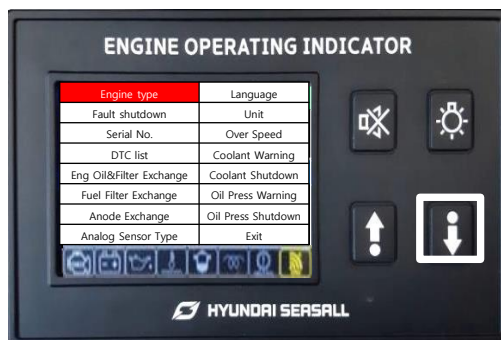 ENGINE OPERATING INDICATOR
Engine type Language
Fault shutdown Unit
Serial No. Over Speed
DTC list Coolant Warning
Eng Oil&Filter Exchange Coolant Shutdown
Fuel Filter Exchange Oil Press Warning
Anode Exchange Oil Press Shutdown
Analog Sensor Type Exit
HYUNDAI SEASALL